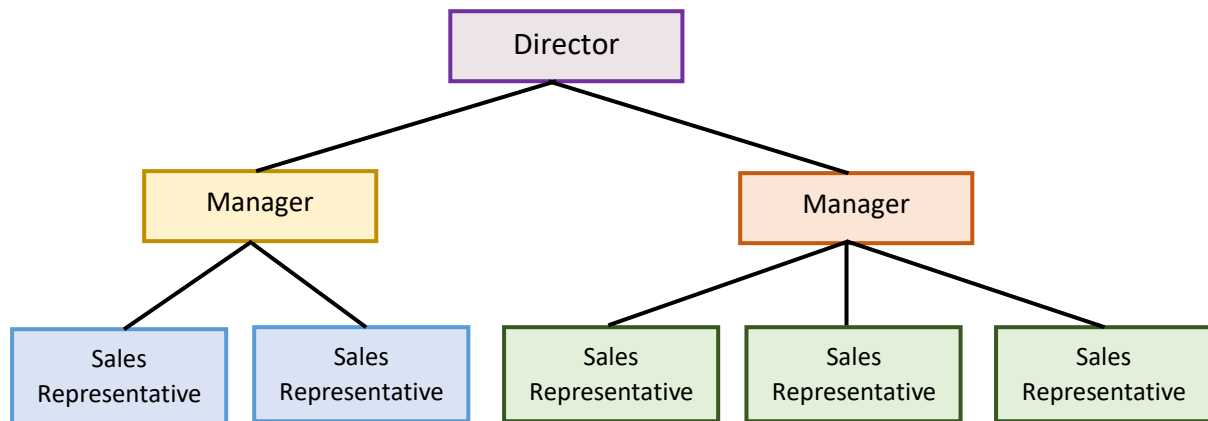 Director
Manager
Manager
Sales
Representative
Sales
Representative
Sales
Representative
Sales
Representative
Sales
Representative